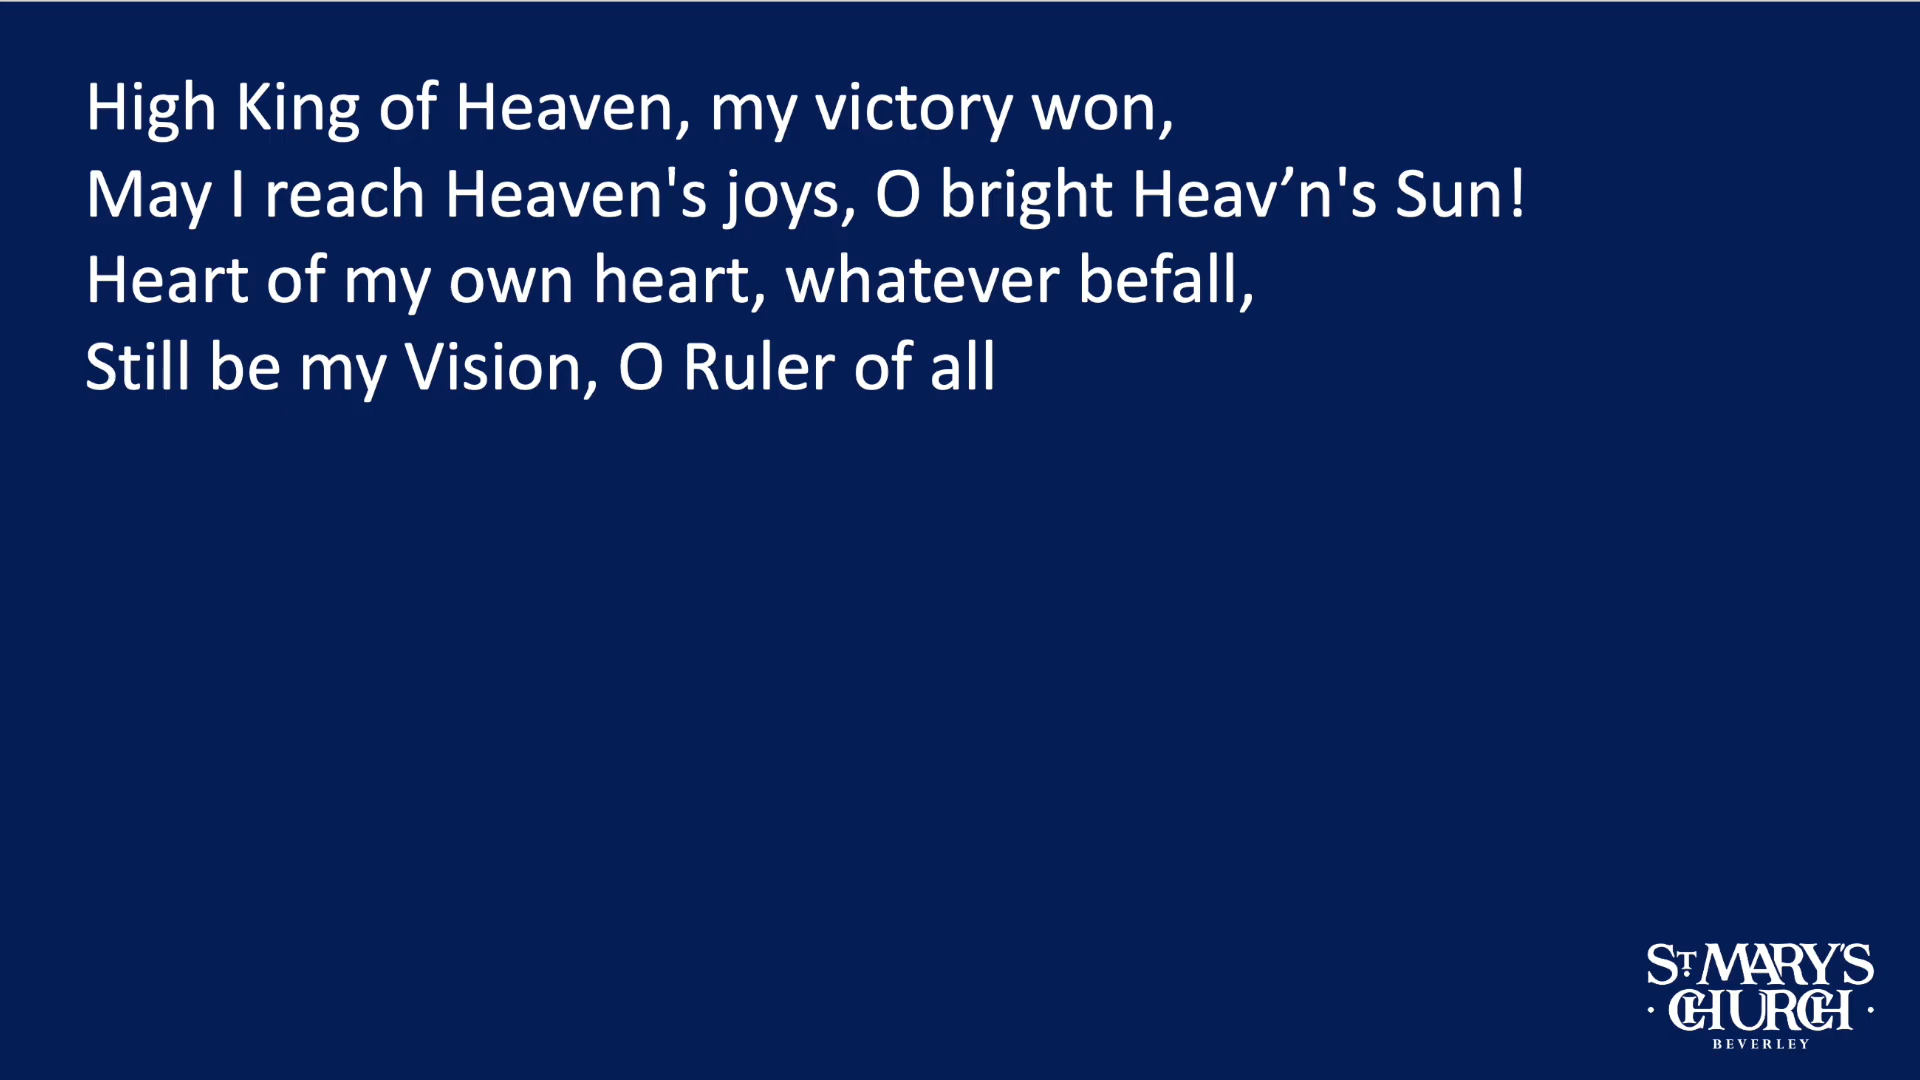 High King of Heaven, my victory won,
May I reach Heaven's joys, O bright Heav’n's Sun!
Heart of my own heart, whatever befall,
Still be my Vision, O Ruler of all
ST MARY'S
· CHURCH ·
BEVERLEY